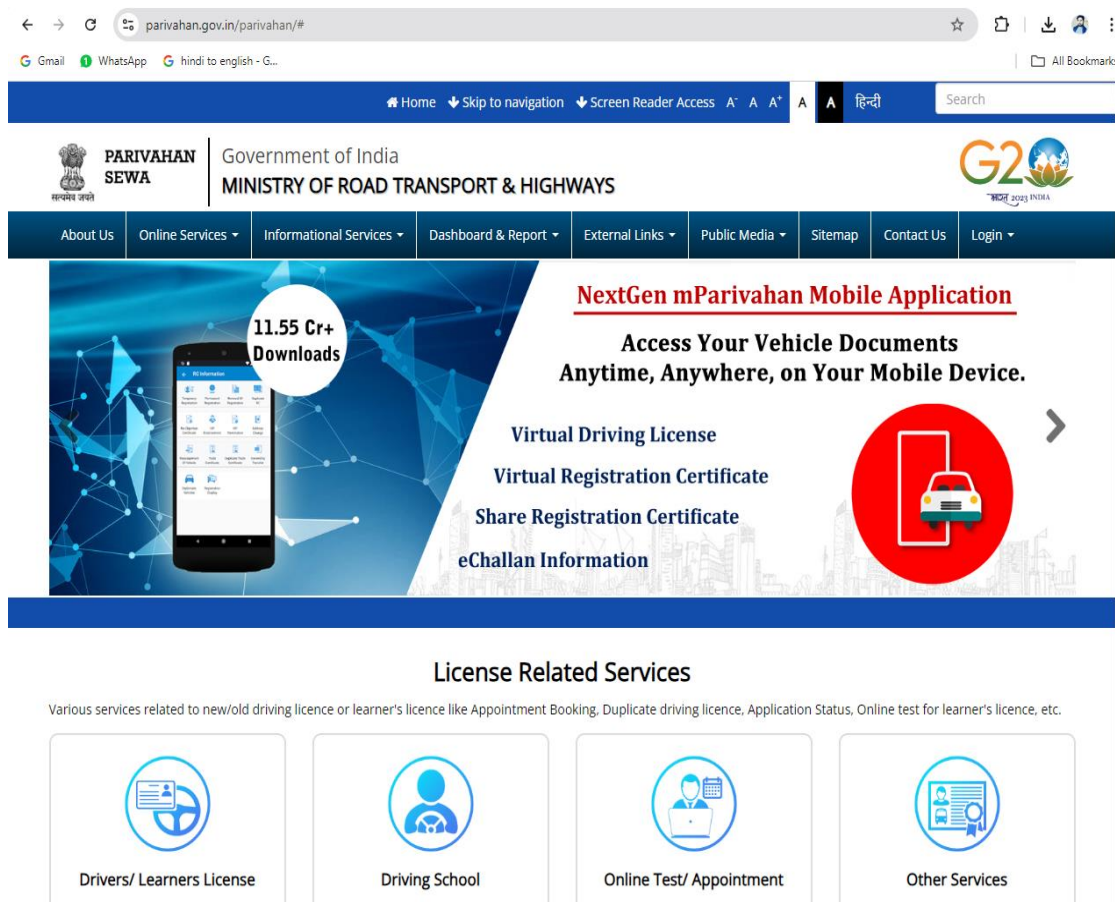 parivahan.gov.in/parivahan/#
Gmail WhatsApp hindi to english - G... All Bookmarks
Home Skip to navigation Screen Reader Access A- A A+ A A हिन्दी Search
PARIVAHAN SEWA
सत्यमेव जयते
Government of India
MINISTRY OF ROAD TRANSPORT & HIGHWAYS
G20
भारत 2023 INDIA
About Us Online Services Informational Services Dashboard & Report External Links Public Media Sitemap Contact Us Login
11.55 Cr+
Downloads
RC Information
NextGen mParivahan Mobile Application
Access Your Vehicle Documents
Anytime, Anywhere, on Your Mobile Device.
Virtual Driving License
Virtual Registration Certificate
Share Registration Certificate
eChallan Information
License Related Services
Various services related to new/old driving licence or learner's licence like Appointment Booking, Duplicate driving licence, Application Status, Online test for learner's licence, etc.
Drivers/ Learners License Driving School Online Test/ Appointment Other Services